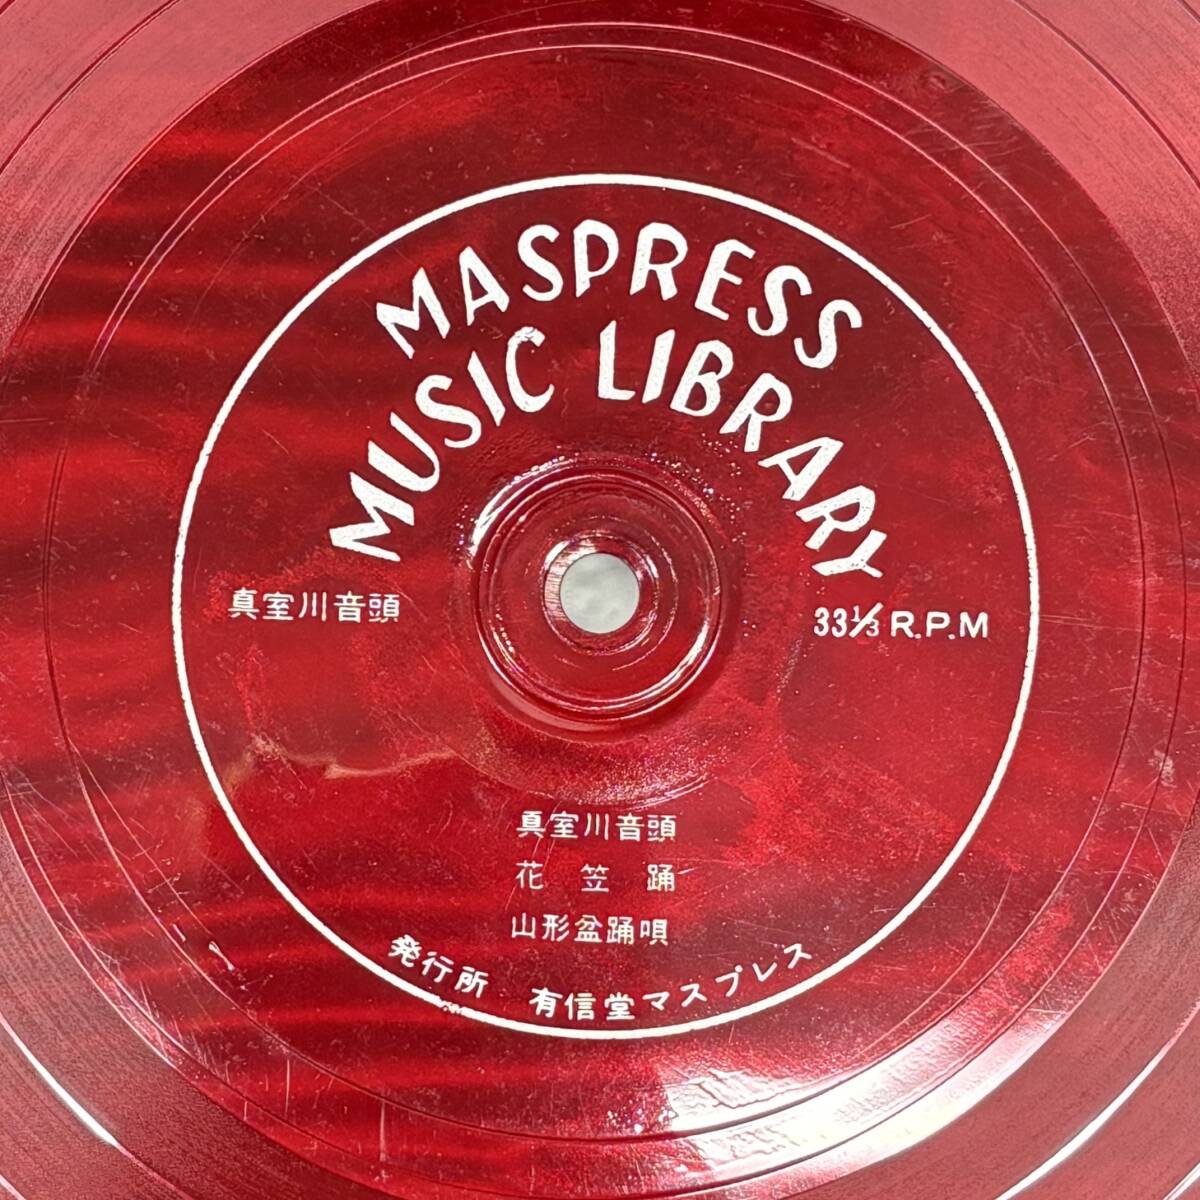 MASPRESS
MUSIC LIBRARY
真室川音頭
33⅓ R.P.M
真室川音頭
花笠踊
山形盆踊唄
発行所 有信堂マスプレス